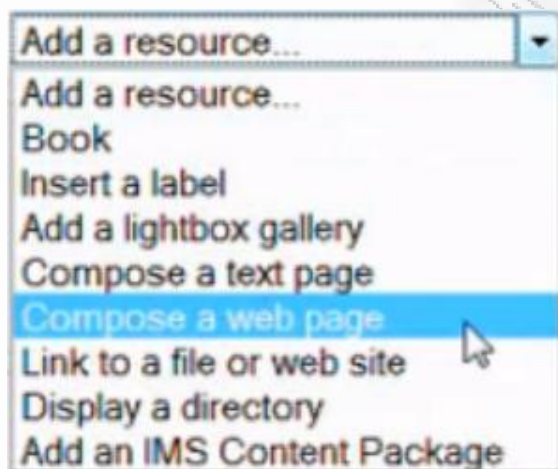 Add a resource...
Add a resource...
Book
Insert a label
Add a lightbox gallery
Compose a text page
Compose a web page
Link to a file or web site
Display a directory
Add an IMS Content Package